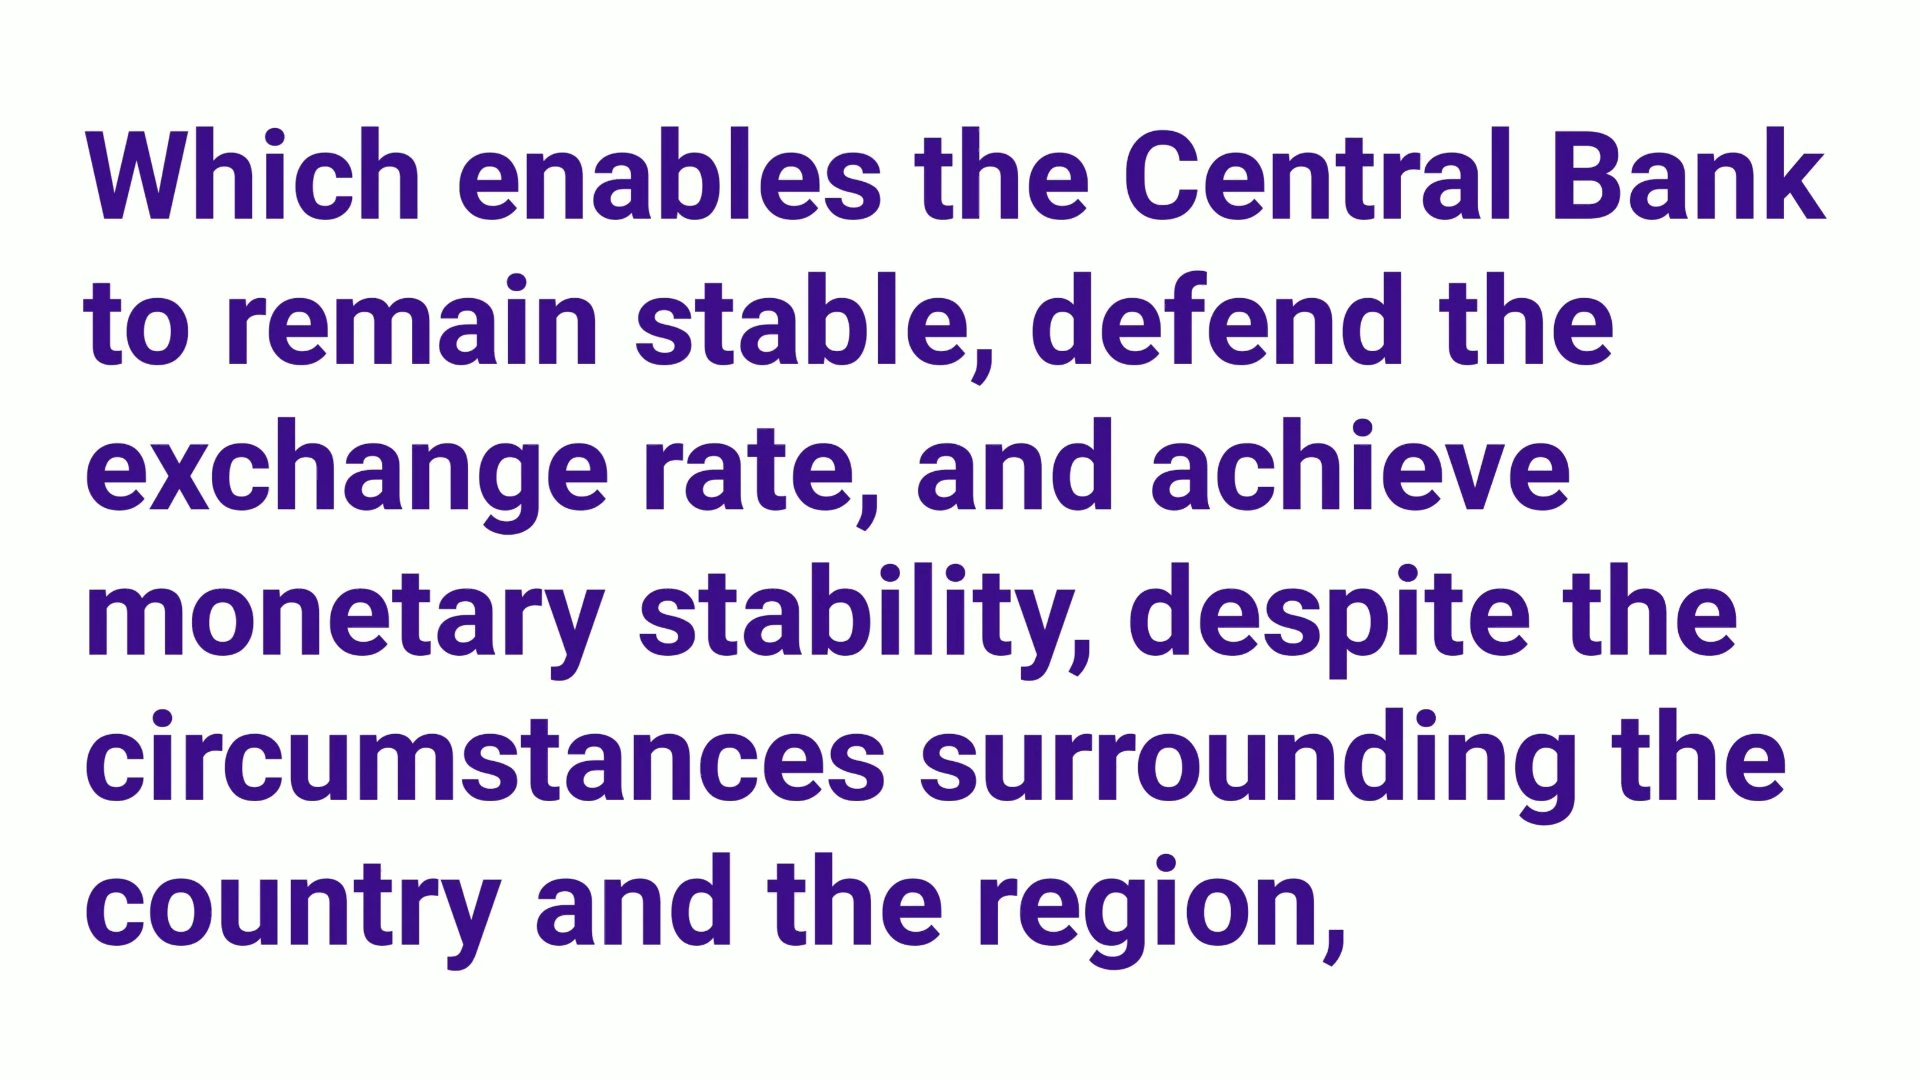 Which enables the Central Bank
to remain stable, defend the
exchange rate, and achieve
monetary stability, despite the
circumstances surrounding the
country and the region,